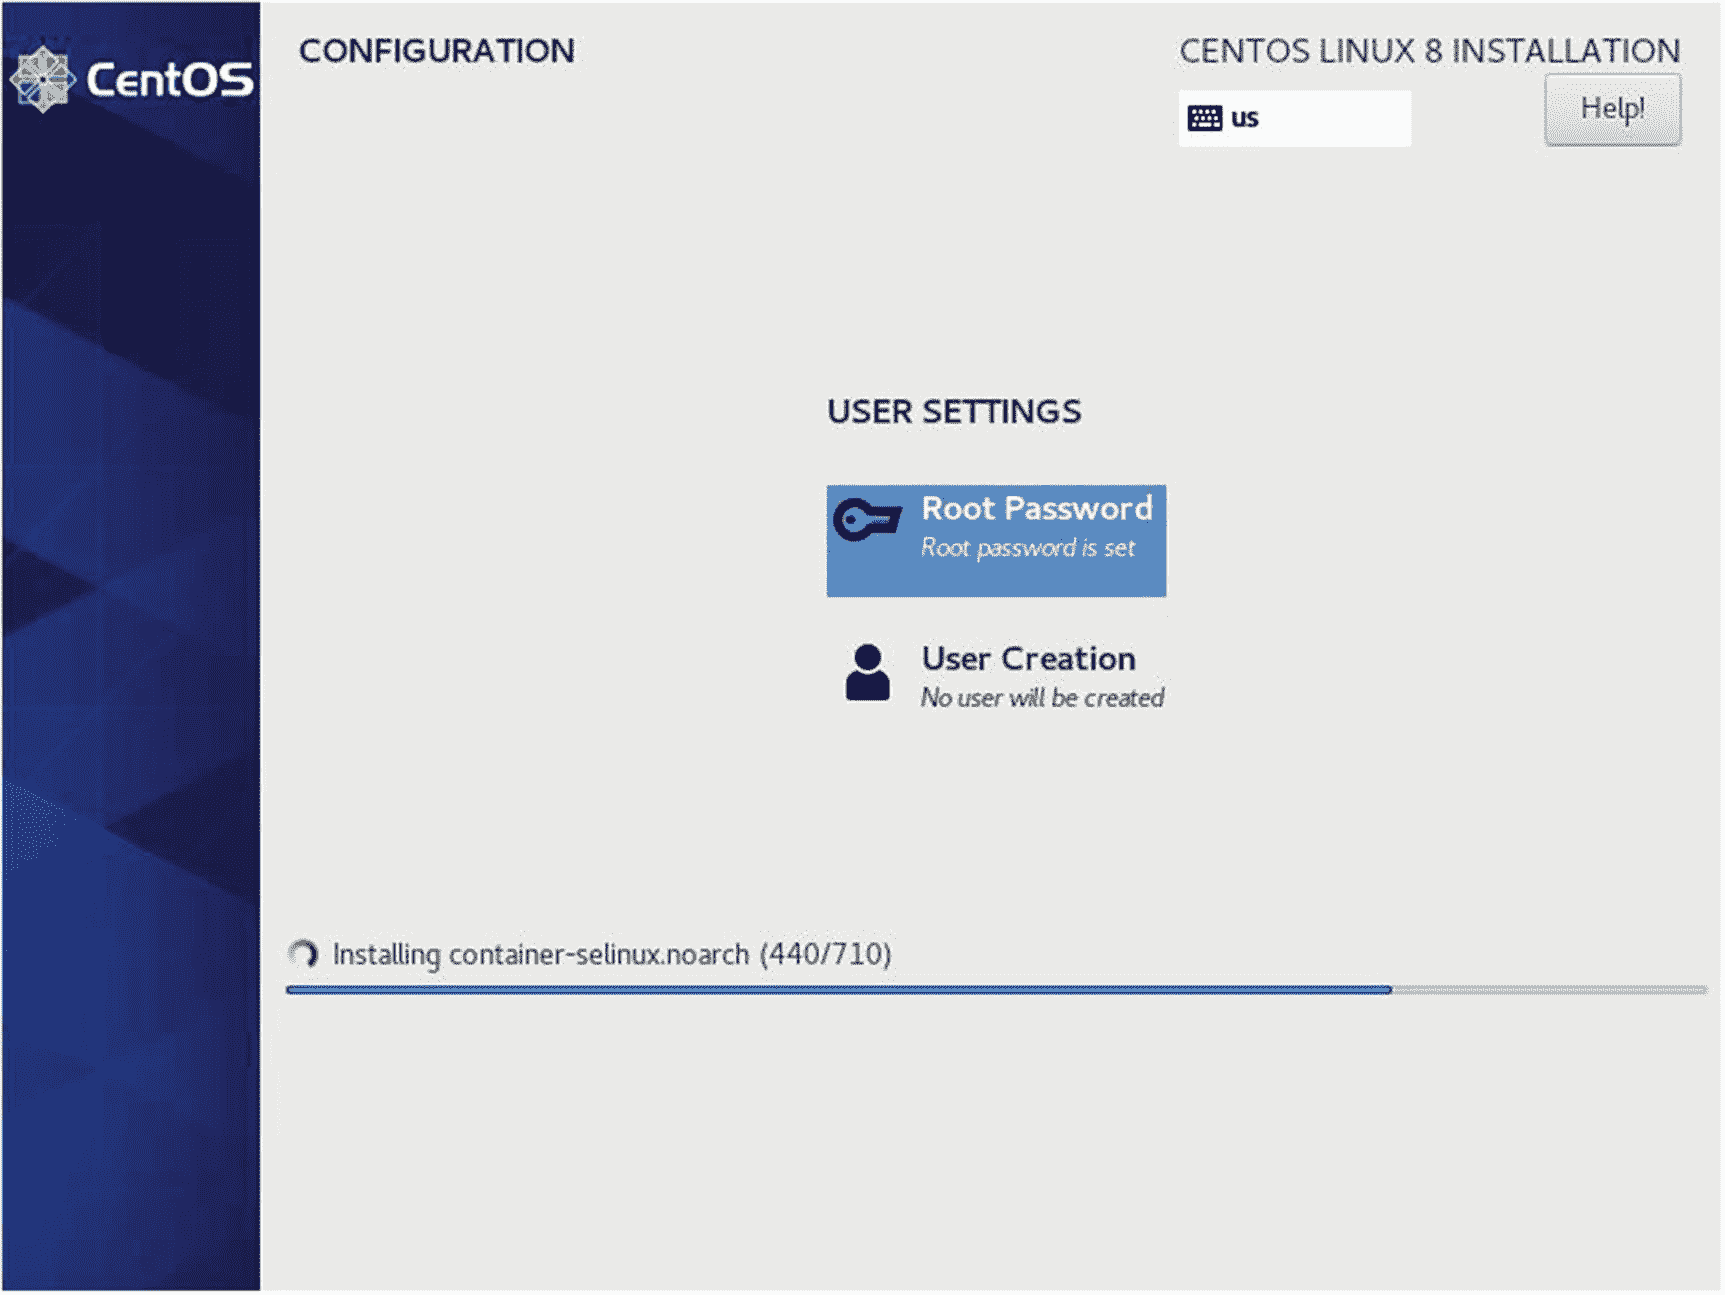 CentOS
CONFIGURATION
CENTOS LINUX 8 INSTALLATION
us
Help!
USER SETTINGS
Root Password
Root password is set
User Creation
No user will be created
Installing container-selinux.noarch (440/710)